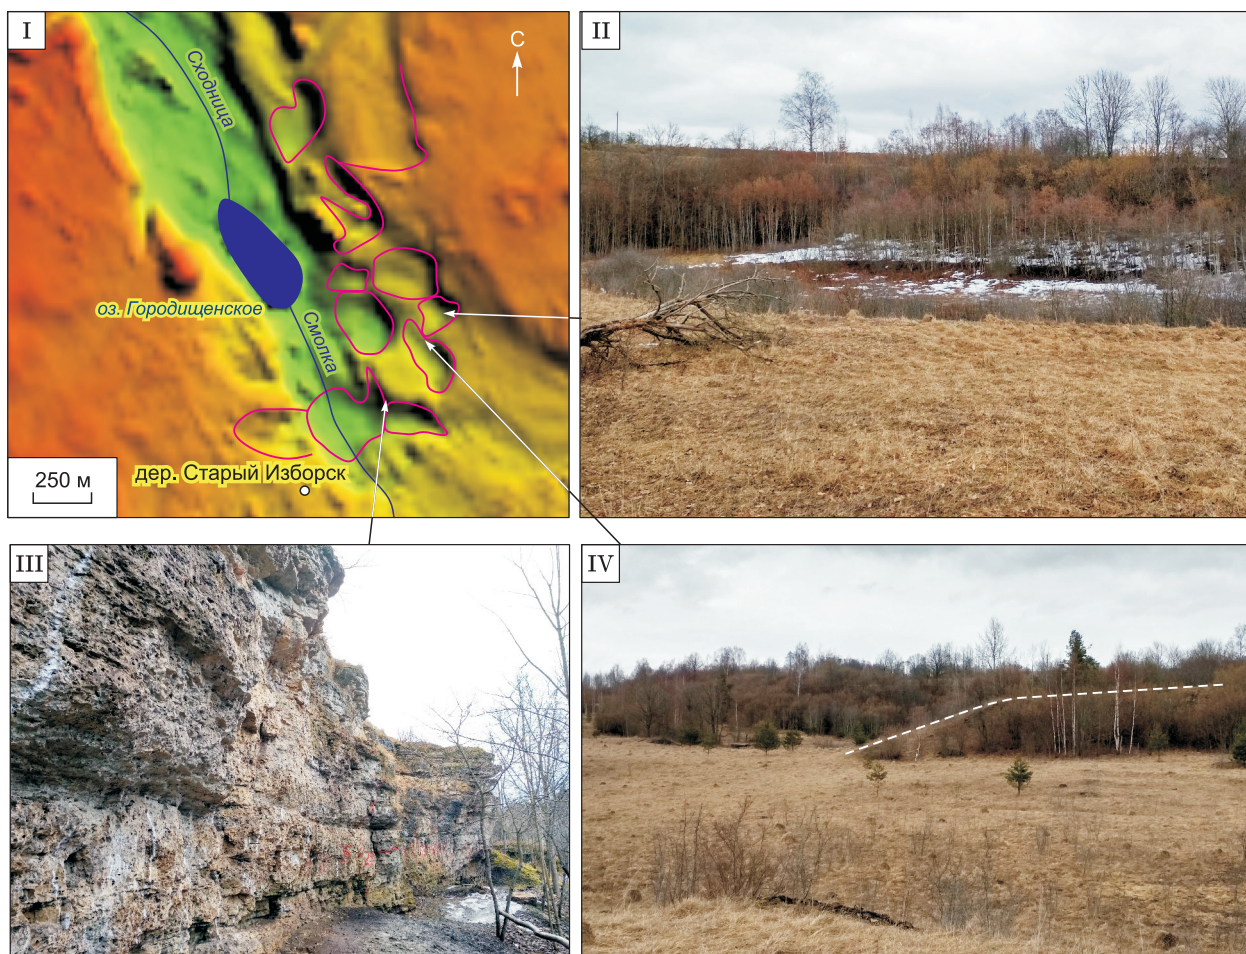 I
С
Сходница
оз. Городищенское
Смолка
дер. Старый Изборск
250 м
II
III
IV